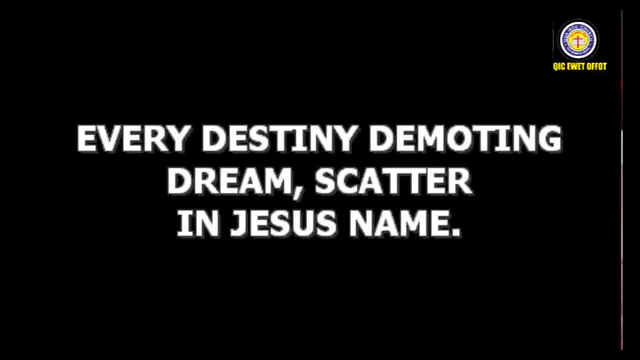 QIC EWET OFFOT
EVERY DESTINY DEMOTING
DREAM, SCATTER
IN JESUS NAME.